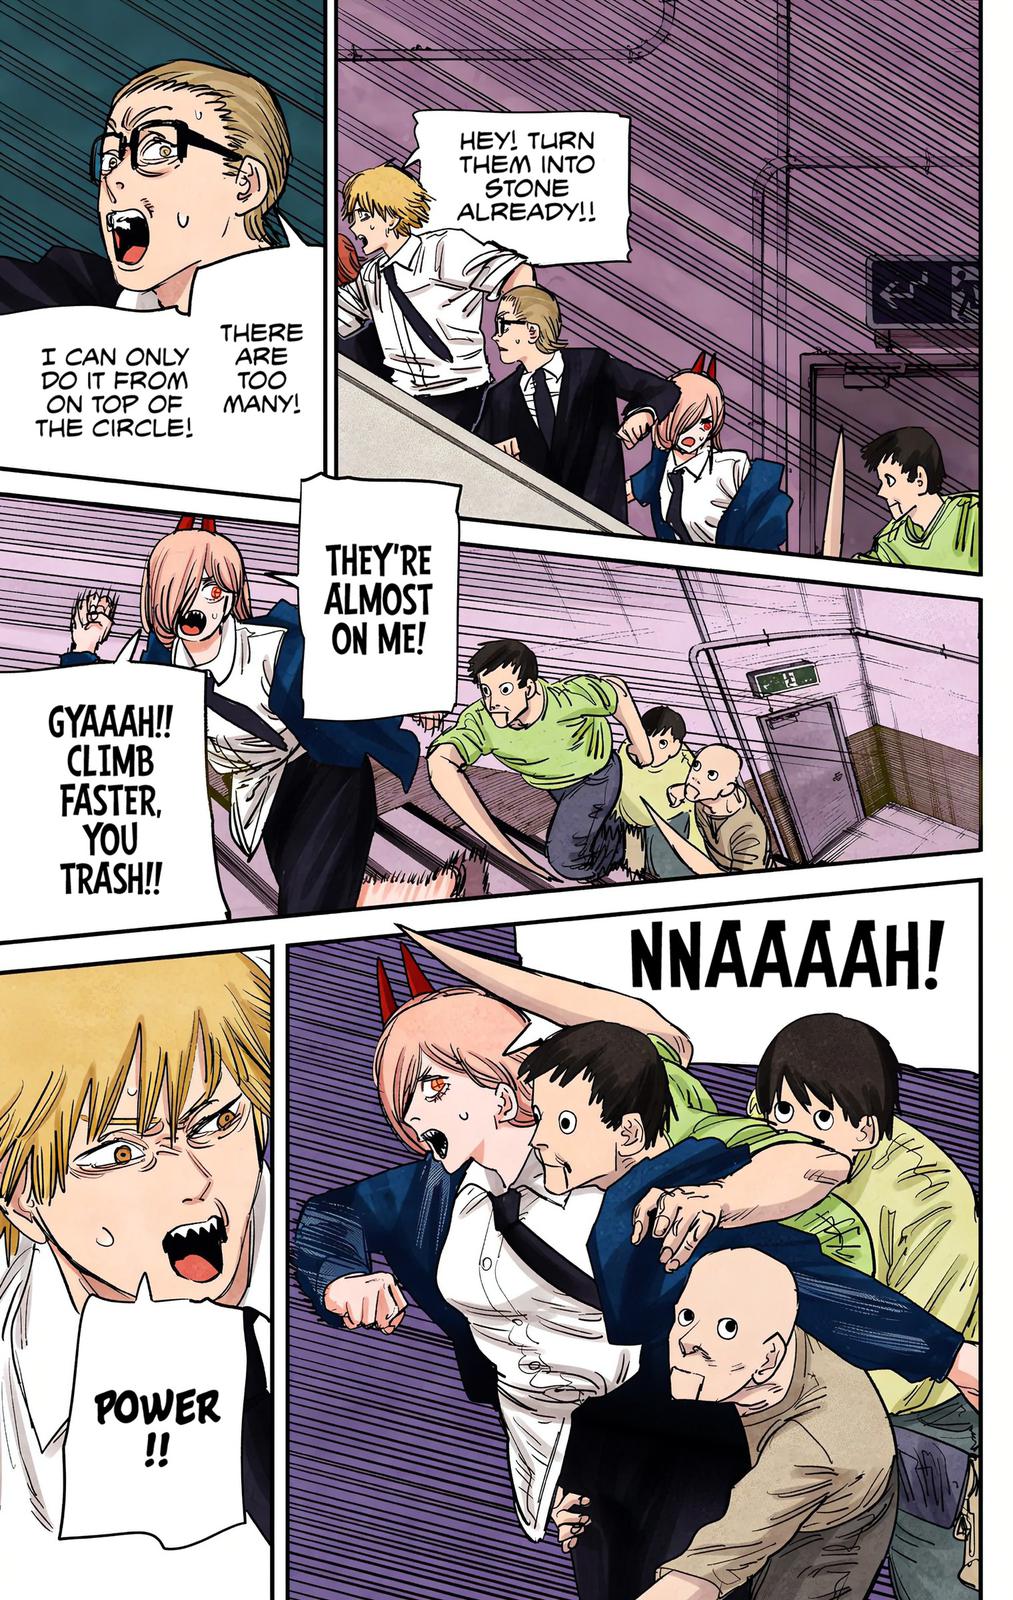 HEY! TURN
THEM INTO
STONE
ALREADY!!
THERE
ARE
TOO
MANY!
I CAN ONLY
DO IT FROM
ON TOP OF
THE CIRCLE!
THEY'RE
ALMOST
ON ME!
GYAAAH!!
CLIMB
FASTER,
YOU
TRASH!!
NNAAAAH!
POWER
!!